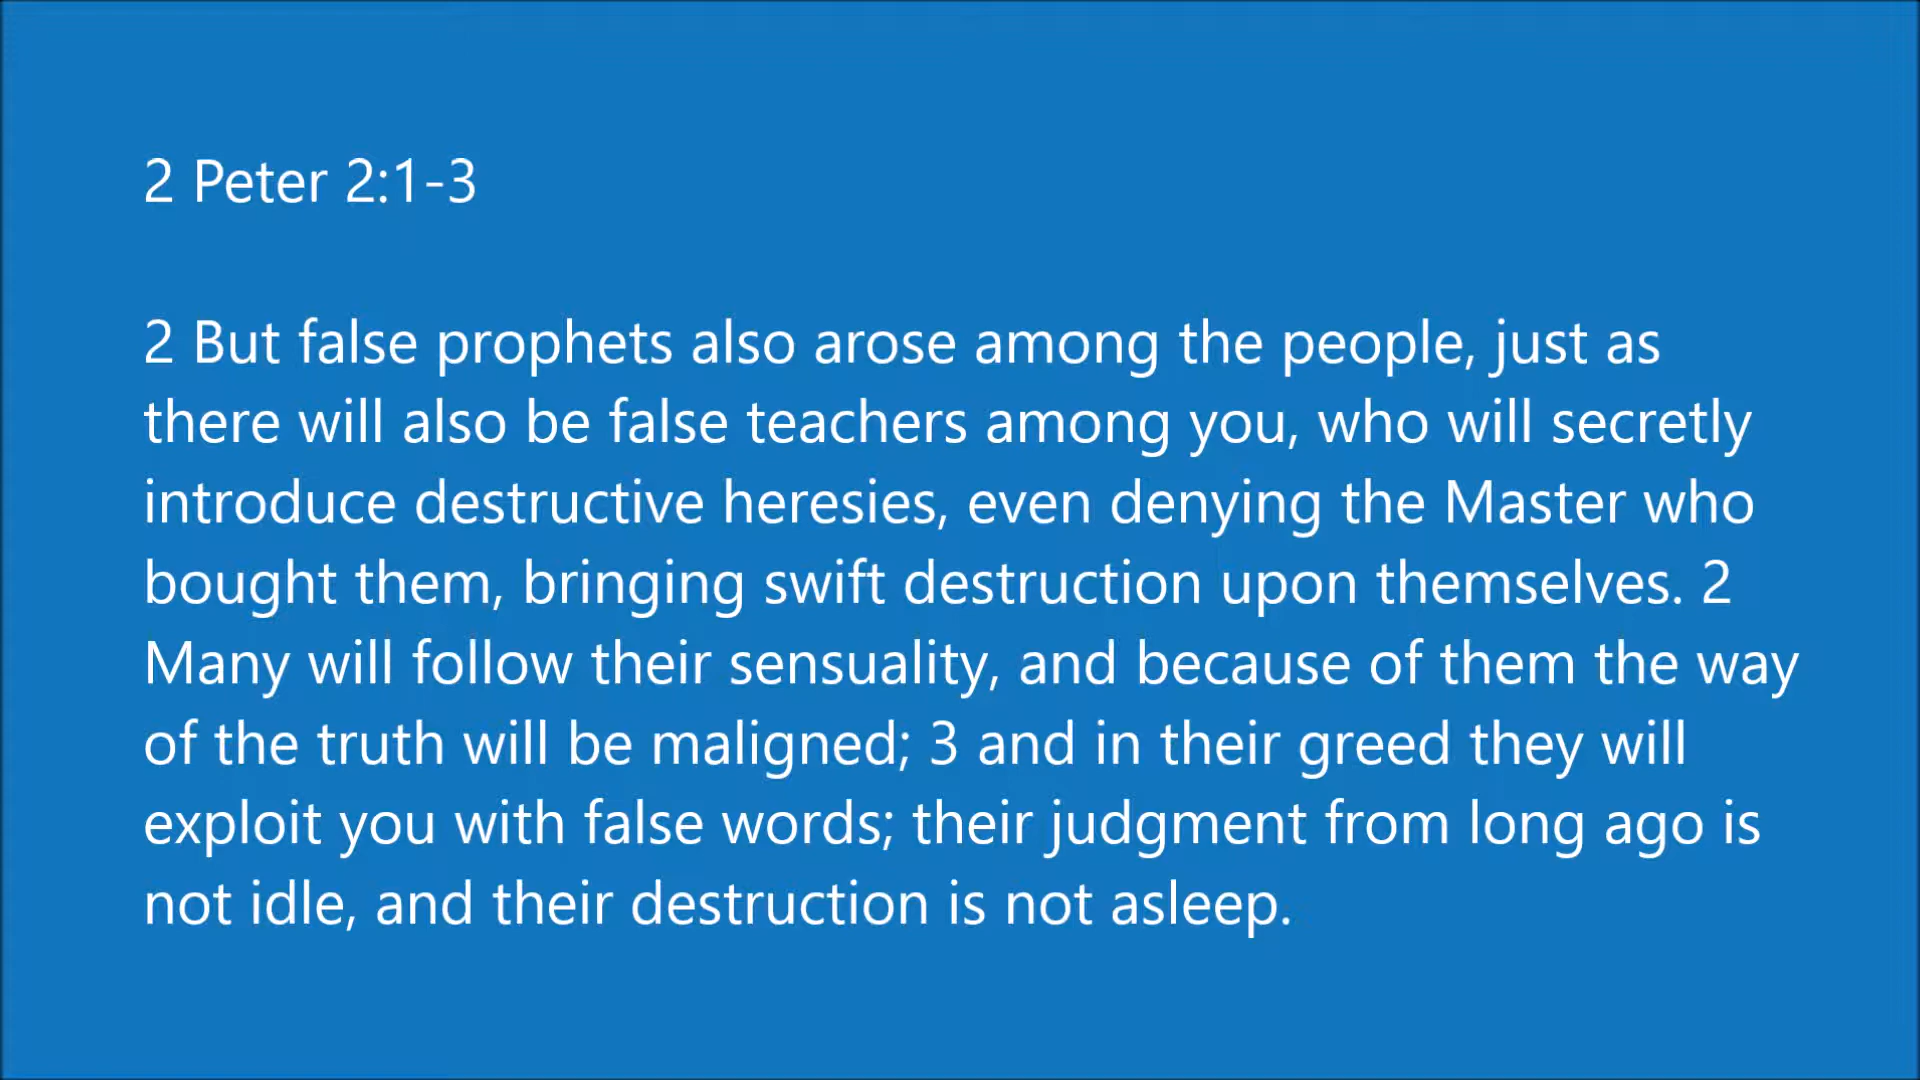 2 Peter 2:1-3
2 But false prophets also arose among the people, just as
there will also be false teachers among you, who will secretly
introduce destructive heresies, even denying the Master who
bought them, bringing swift destruction upon themselves. 2
Many will follow their sensuality, and because of them the way
of the truth will be maligned; 3 and in their greed they will
exploit you with false words; their judgment from long ago is
not idle, and their destruction is not asleep.